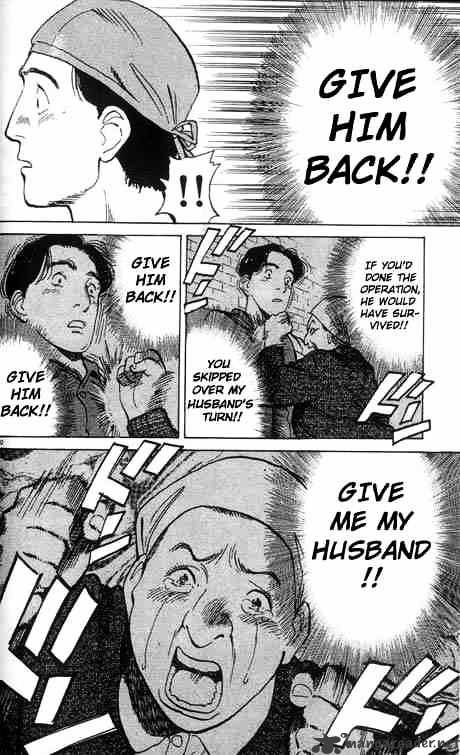 GIVE
HIM
BACK!!
!!
IF YOU'D
DONE THE
OPERATION,
HE WOULD
HAVE SUR-
VIVED!!
YOU
SKIPPED
OVER MY
HUSBAND'S
TURN!!
GIVE
HIM
BACK!!
GIVE
HIM
BACK!!
GIVE
ME MY
HUSBAND
!!